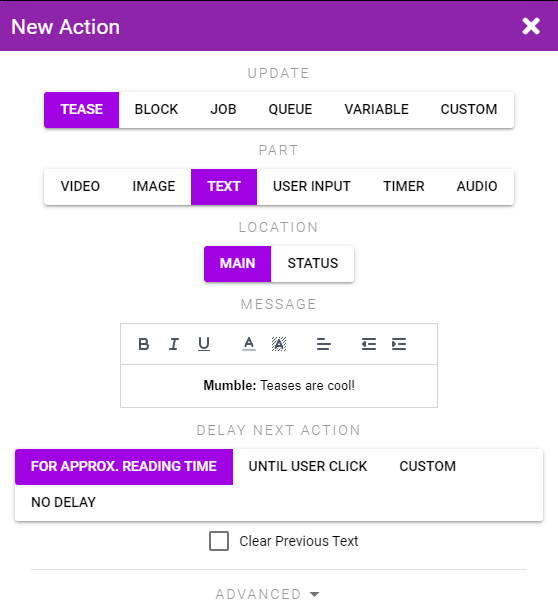 New Action
UPDATE
TEASE BLOCK JOB QUEUE VARIABLE CUSTOM
PART
VIDEO IMAGE TEXT USER INPUT TIMER AUDIO
LOCATION
MAIN STATUS
MESSAGE
B I U A A
Mumble: Teases are cool!
DELAY NEXT ACTION
FOR APPROX. READING TIME UNTIL USER CLICK CUSTOM
NO DELAY
Clear Previous Text
ADVANCED